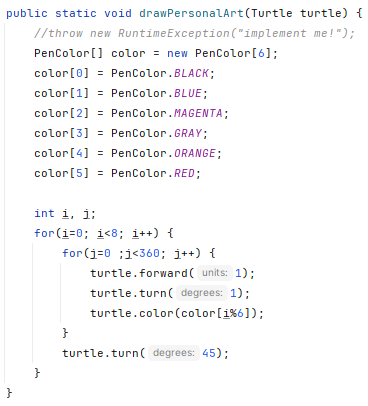 public static void drawPersonalArt(Turtle turtle) {
//throw new RuntimeException("implement me!");
PenColor[] color = new PenColor[6];
color[0] = PenColor.BLACK;
color[1] = PenColor.BLUE;
color[2] = PenColor.MAGENTA;
color[3] = PenColor.GRAY;
color[4] = PenColor.ORANGE;
color[5] = PenColor.RED;
int i, j;
for(i=0; i<8; i++) {
for(j=0 ;j<360; j++) {
turtle.forward( units: 1);
turtle.turn( degrees: 1);
turtle.color(color[i%6]);
}
turtle.turn( degrees: 45);
}
}